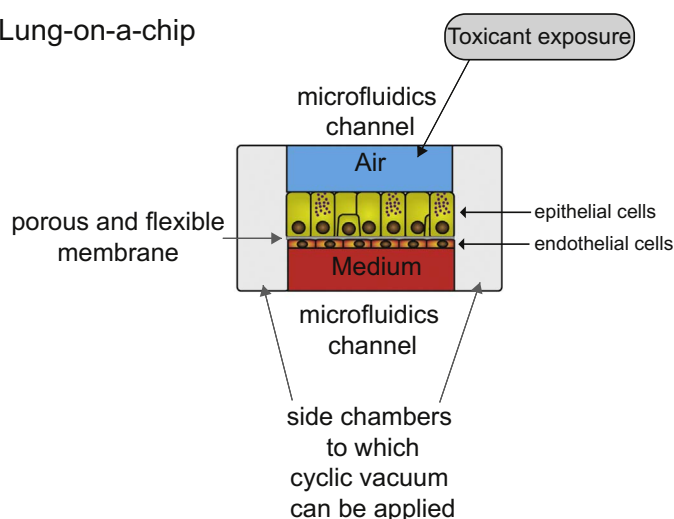 Lung-on-a-chip
Toxicant exposure
microfluidics
channel
Air
epithelial cells
porous and flexible
membrane
endothelial cells
Medium
microfluidics
channel
side chambers
to which
cyclic vacuum
can be applied